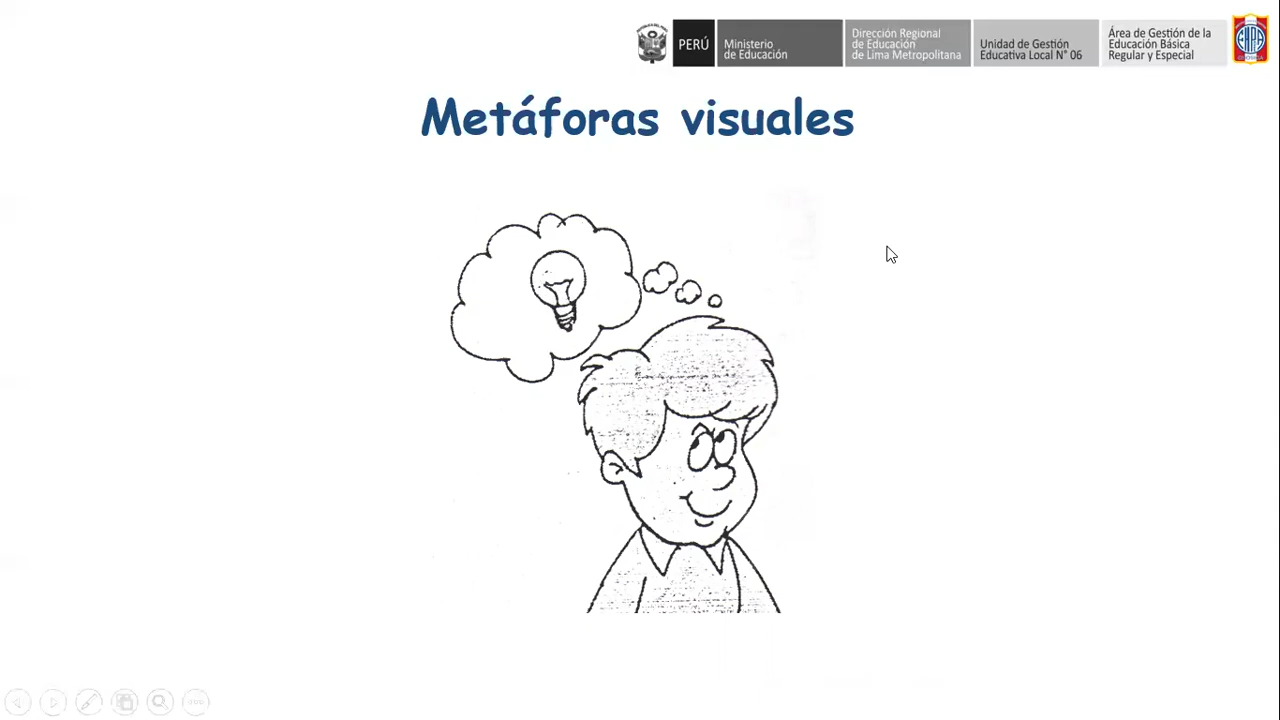 PERÚ
Ministerio
de Educación
Dirección Regional
de Educación
de Lima Metropolitana
Unidad de Gestión
Educativa Local N° 06
Área de Gestión de la
Educación Básica
Regular y Especial
Metáforas visuales